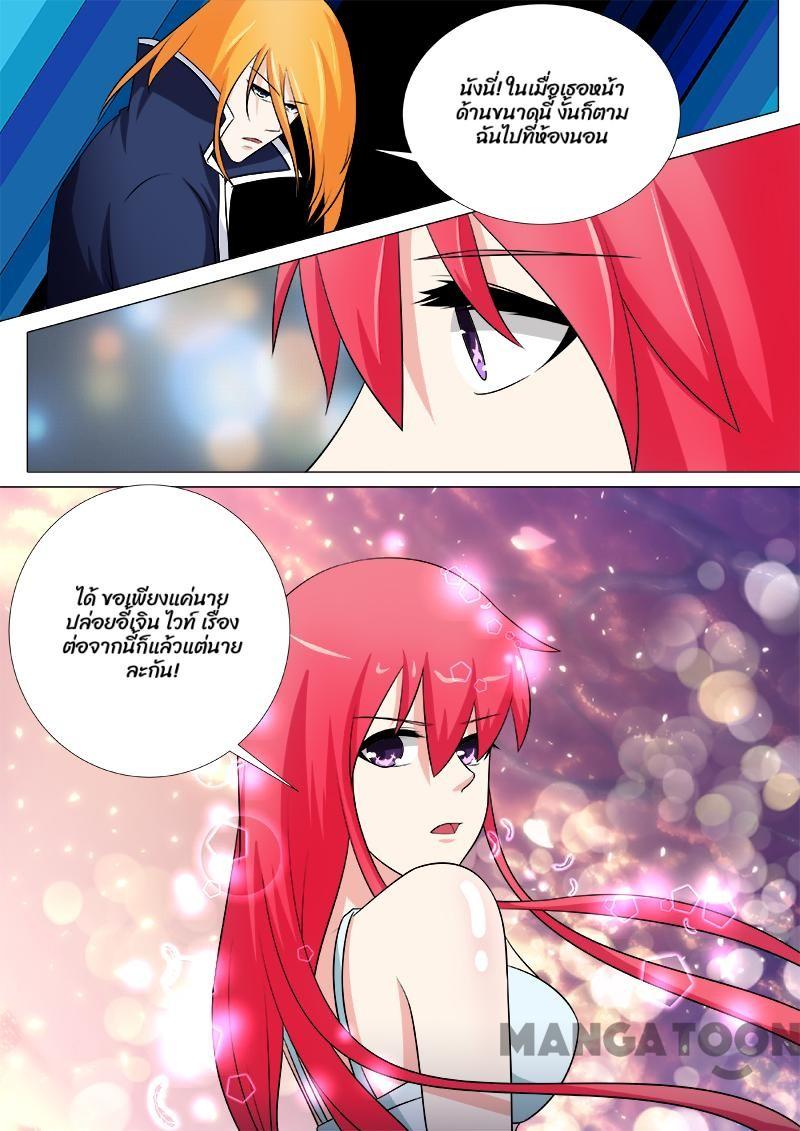 นังนี่! ในเมื่อเธอหน้า
ด้านขนาดนี้ งั้นก็ตาม
ฉันไปที่ห้องนอน
ได้ ขอเพียงแค่นาย
ปล่อยอี้เจิน ไวท์ เรื่อง
ต่อจากนี้ก็แล้วแต่นาย
ละกัน!
MANGATOON